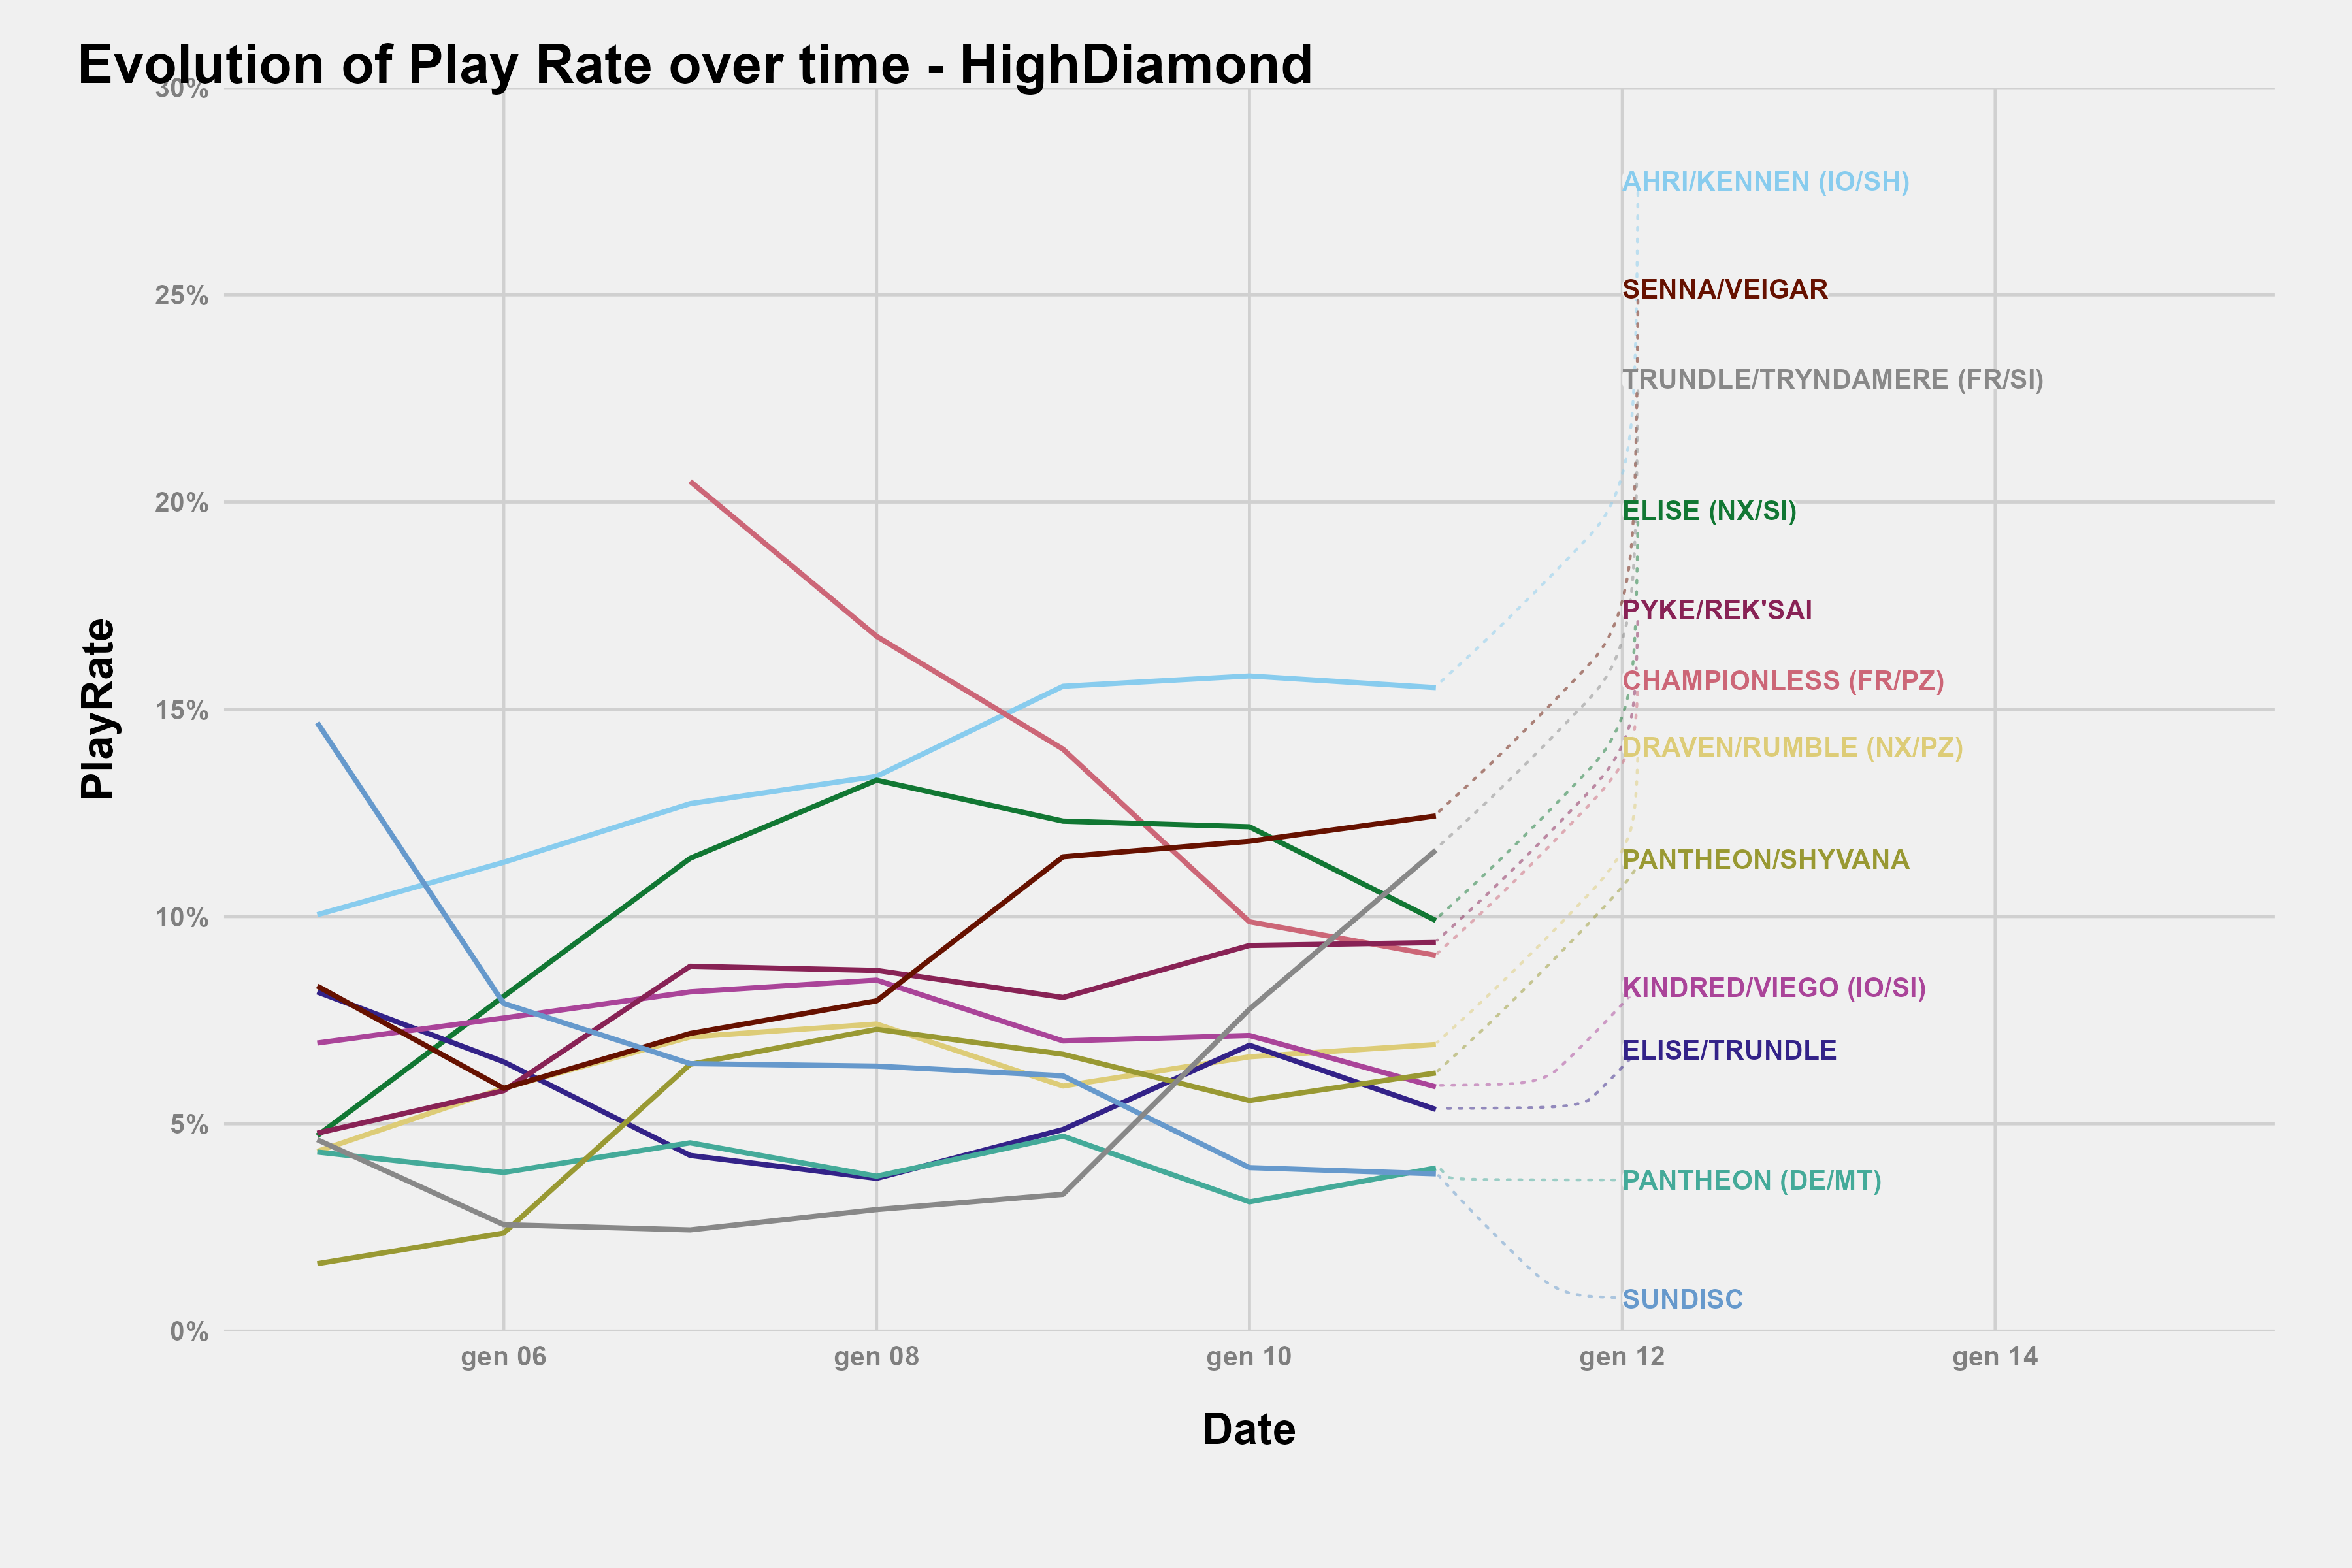 Evolution of Play Rate over time - HighDiamond
30%
25%
20%
15%
10%
5%
0%
PlayRate
AHRI/KENNEN (IO/SH)
SENNA/VEIGAR
TRUNDLE/TRYNDAMERE (FR/SI)
ELISE (NX/SI)
PYKE/REK'SAI
CHAMPIONLESS (FR/PZ)
DRAVEN/RUMBLE (NX/PZ)
PANTHEON/SHYVANA
KINDRED/VIEGO (IO/SI)
ELISE/TRUNDLE
PANTHEON (DE/MT)
SUNDISC
gen 06
gen 08
gen 10
gen 12
gen 14
Date